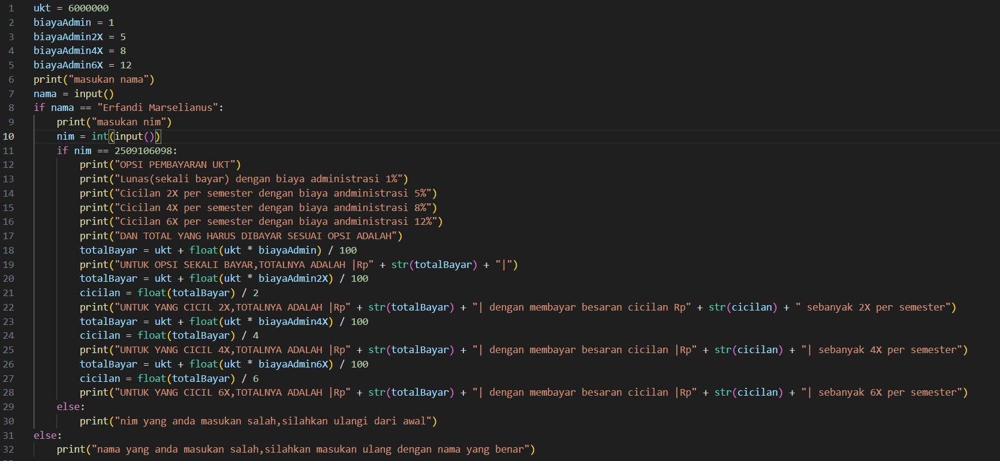 1 ukt = 6000000
2 biayaAdmin = 1
3 biayaAdmin2X = 5
4 biayaAdmin4X = 8
5 biayaAdmin6X = 12
6 print("masukan nama")
7 nama = input()
8 if nama == "Erfandi Marselianus":
9     print("masukan nim")
10     nim = int(input())
11     if nim == 2509106098:
12         print("OPSI PEMBAYARAN UKT")
13         print("Lunas(sekali bayar) dengan biaya administrasi 1%")
14         print("Cicilan 2X per semester dengan biaya andministrasi 5%")
15         print("Cicilan 4X per semester dengan biaya andministrasi 8%")
16         print("Cicilan 6X per semester dengan biaya andministrasi 12%")
17         print("DAN TOTAL YANG HARUS DIBAYAR SESUAI OPSI ADALAH")
18         totalBayar = ukt + float(ukt * biayaAdmin) / 100
19         print("UNTUK OPSI SEKALI BAYAR,TOTALNYA ADALAH |Rp" + str(totalBayar) + "|")
20         totalBayar = ukt + float(ukt * biayaAdmin2X) / 100
21         cicilan = float(totalBayar) / 2
22         print("UNTUK YANG CICIL 2X,TOTALNYA ADALAH |Rp" + str(totalBayar) + "| dengan membayar besaran cicilan Rp" + str(cicilan) + " sebanyak 2X per semester")
23         totalBayar = ukt + float(ukt * biayaAdmin4X) / 100
24         cicilan = float(totalBayar) / 4
25         print("UNTUK YANG CICIL 4X,TOTALNYA ADALAH |Rp" + str(totalBayar) + "| dengan membayar besaran cicilan |Rp" + str(cicilan) + "| sebanyak 4X per semester")
26         totalBayar = ukt + float(ukt * biayaAdmin6X) / 100
27         cicilan = float(totalBayar) / 6
28         print("UNTUK YANG CICIL 6X,TOTALNYA ADALAH |Rp" + str(totalBayar) + "| dengan membayar besaran cicilan |Rp" + str(cicilan) + "| sebanyak 6X per semester")
29     else:
30         print("nim yang anda masukan salah,silahkan ulangi dari awal")
31 else:
32     print("nama yang anda masukan salah,silahkan masukan ulang dengan nama yang benar")